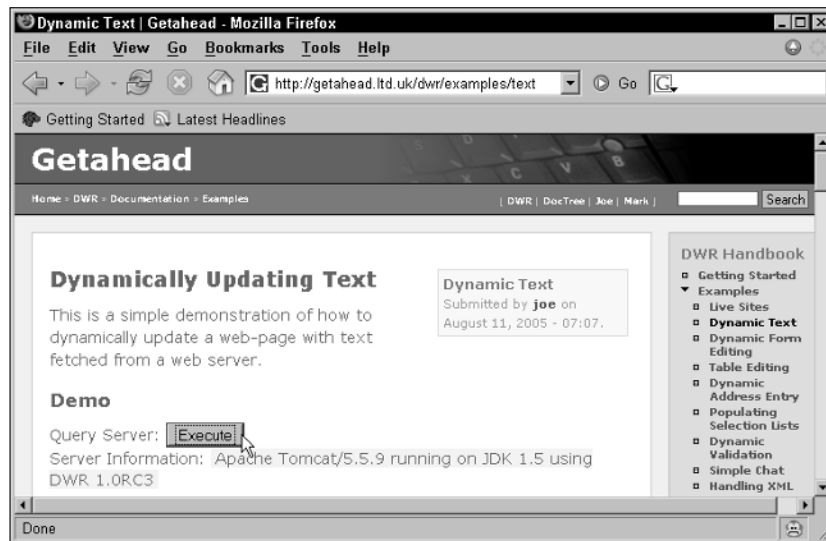 Dynamic Text | Getahead - Mozilla Firefox
File Edit View Go Bookmarks Tools Help
G http://getahead.ltd.uk/dwr/examples/text Go G
Getting Started Latest Headlines
Getahead
Home » DWR » Documentation » Examples
| DWR | DocTree | Joe | Mark |
Search
Dynamically Updating Text
This is a simple demonstration of how to
dynamically update a web-page with text
fetched from a web server.
Dynamic Text
Submitted by joe on
August 11, 2005 - 07:07.
Demo
Query Server: Execute
Server Information: Apache Tomcat/5.5.9 running on JDK 1.5 using
DWR 1.0RC3
DWR Handbook
Getting Started
Examples
Live Sites
Dynamic Text
Dynamic Form
Editing
Table Editing
Dynamic
Address Entry
Populating
Selection Lists
Dynamic
Validation
Simple Chat
Handling XML
Done